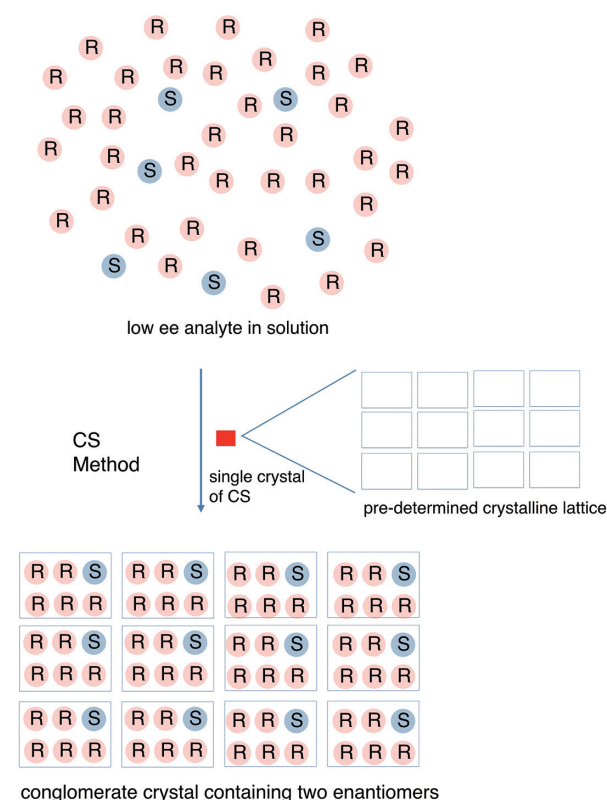 R R R
R
R R R R R R R
S R S R
R R
R R R
R R R
S R R
R R R R
R R
R R
R S
R R
S R
S R
R
low ee analyte in solution
CS
Method
single crystal
of CS
pre-determined crystalline lattice
R R S R R S R R S R R S
R R R R R R R R R R R R
R R S R R S R R S R R S
R R R R R R R R R R R R
R R S R R S R R S R R S
R R R R R R R R R R R R
conglomerate crystal containing two enantiomers